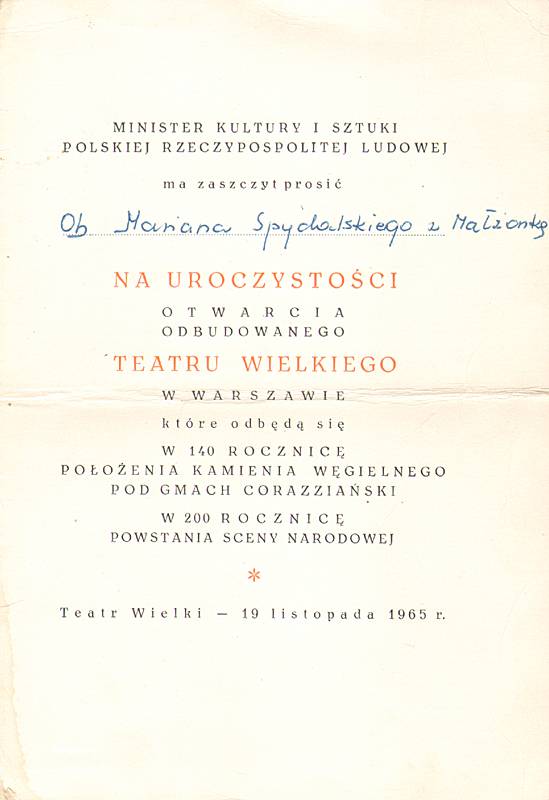 MINISTER KULTURY I SZTUKI
POLSKIEJ RZECZYPOSPOLITEJ LUDOWEJ
ma zaszczyt prosić
Ob Mariana Spychalskiego z Małżonką
NA UROCZYSTOŚCI
OTWARCIA
ODBUDOWANEGO
TEATRU WIELKIEGO
W WARSZAWIE
które odbędą się
W 140 ROCZNICĘ
POŁOŻENIA KAMIENIA WĘGIELNEGO
POD GMACH CORAZZIAŃSKI
W 200 ROCZNICĘ
POWSTANIA SCENY NARODOWEJ
*
Teatr Wielki — 19 listopada 1965 r.